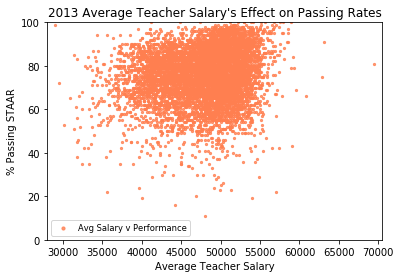 2013 Average Teacher Salary's Effect on Passing Rates
100
80
60
40
20
0
% Passing STAAR
Avg Salary v Performance
30000 35000 40000 45000 50000 55000 60000 65000 70000
Average Teacher Salary